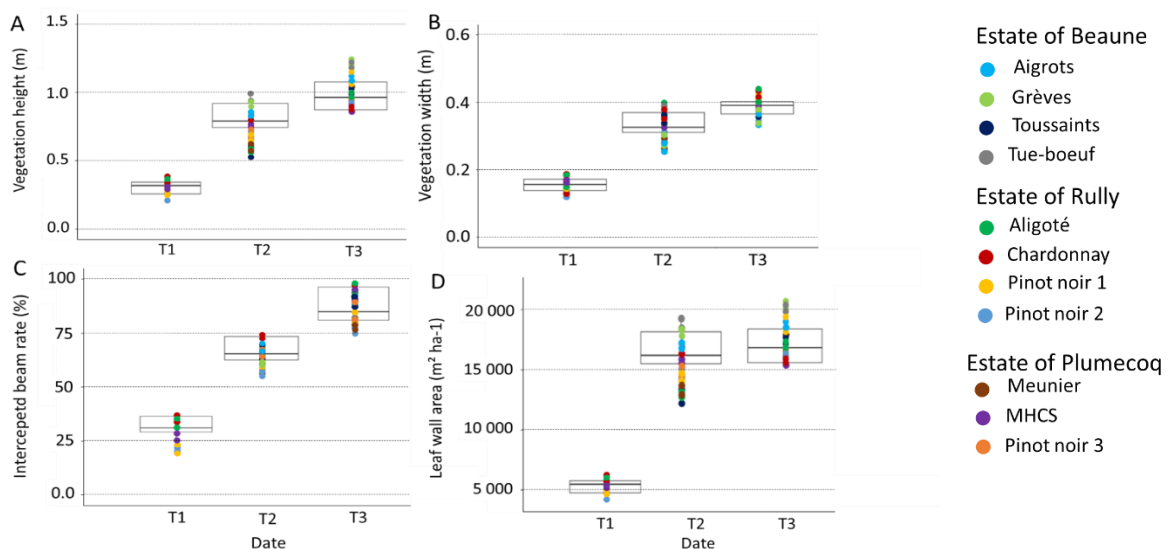 A
Vegetation height (m)
1.5
1.0
0.5
0.0
T1
T2
T3
B
Vegetation width (m)
0.6
0.4
0.2
0.0
T1
T2
T3
C
Intercepetd beam rate (%)
100
75
50
25
0.0
T1
T2
T3
Date
D
Leaf wall area (m² ha-1)
20 000
15 000
10 000
5 000
T1
T2
T3
Date
Estate of Beaune
Aigrots
Grèves
Toussaints
Tue-boeuf
Estate of Rully
Aligoté
Chardonnay
Pinot noir 1
Pinot noir 2
Estate of Plumecoq
Meunier
MHCS
Pinot noir 3